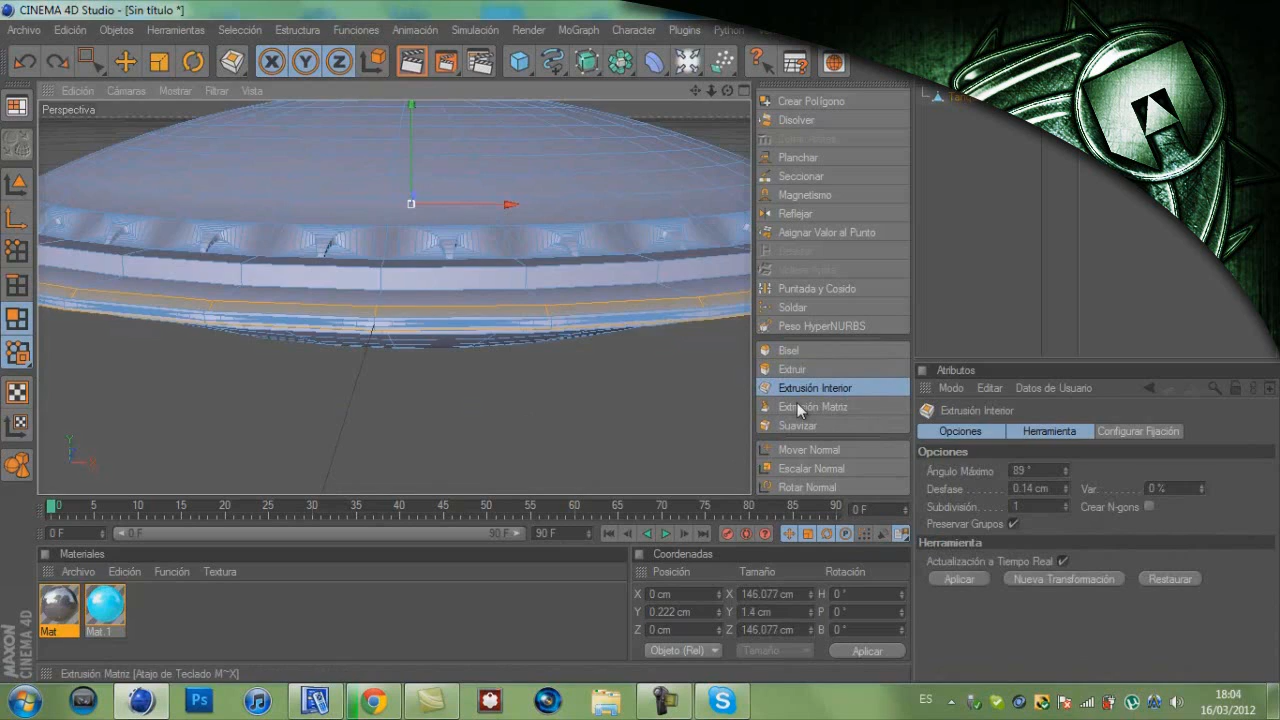 CINEMA 4D Studio - [Sin título *]
Archivo Edición Objetos Herramientas Selección Estructura Funciones Animación Simulación Render MoGraph Character Plugins Python
Edición Cámaras Mostrar Filtrar Vista
Perspectiva
Crear Polígono
Disolver
Planchar
Seccionar
Magnetismo
Reflejar
Asignar Valor al Punto
Puntada y Cosido
Soldar
Peso HyperNURBS
Bisel
Extruir
Extrusión Interior
Extrusión Matriz
Suavizar
Mover Normal
Escalar Normal
Rotar Normal
Atributos
Modo Editar Datos de Usuario
Extrusión Interior
Opciones Herramienta Configurar Fijación
Opciones
Ángulo Máximo 89 °
Desfase 0.14 cm Var. 0 %
Subdivisión 1 Crear N-gons
Preservar Grupos
Herramienta
Actualización a Tiempo Real
Aplicar Nueva Transformación Restaurar
0 5 10 15 20 25 30 35 40 45 50 55 60 65 70 75 80 85 90 0 F
0 F 0 F 90 F 90 F
Materiales
Archivo Edición Función Textura
Mat Mat.1
Coordenadas
Posición Tamaño Rotación
X 0 cm X 146.077 cm H 0 °
Y 0.222 cm Y 1.4 cm P 0 °
Z 0 cm Z 146.077 cm B 0 °
Objeto (Rel) Tamaño Aplicar
MAXON CINEMA 4D
Extrusión Matriz [Atajo de Teclado M~X]
ES
18:04
16/03/2012